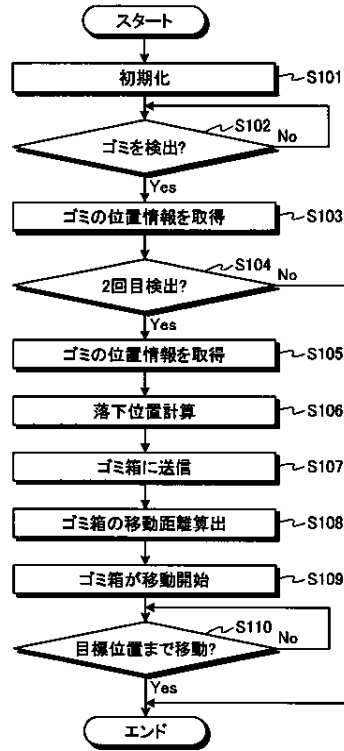 スタート
初期化
S101
S102
ゴミを検出?
No
Yes
ゴミの位置情報を取得
S103
S104
2回目検出?
No
Yes
ゴミの位置情報を取得
S105
落下位置計算
S106
ゴミ箱に送信
S107
ゴミ箱の移動距離算出
S108
ゴミ箱が移動開始
S109
S110
目標位置まで移動?
No
Yes
エンド